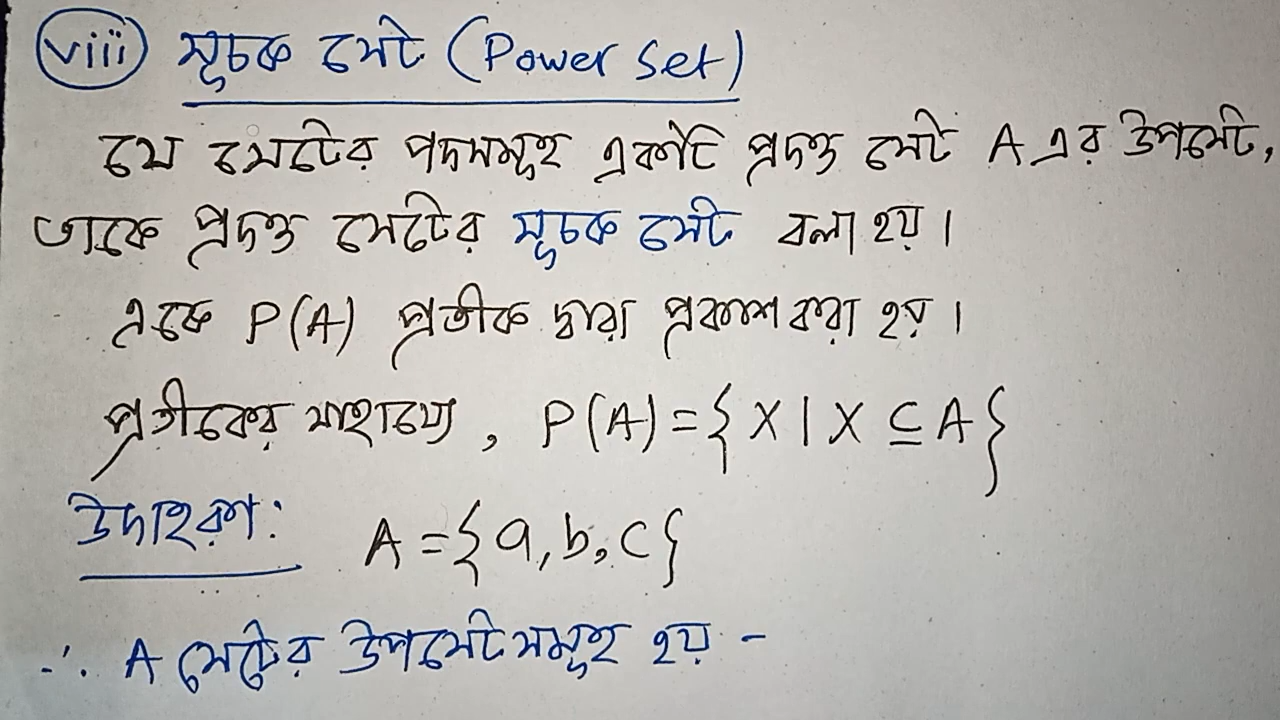 viii) সূচক সেট (Power Set)
যে সেটের পদসমূহ একটি প্রদত্ত সেট A এর উপসেট,
তাকে প্রদত্ত সেটের সূচক সেট বলা হয়।
একে P(A) প্রতীক দ্বারা প্রকাশ করা হয়।
প্রতীকের সাহায্যে, P(A) = { X | X ⊆ A }
উদাহরণ: A = {a, b, c}
∴ A সেটের উপসেট সমূহ হয় -